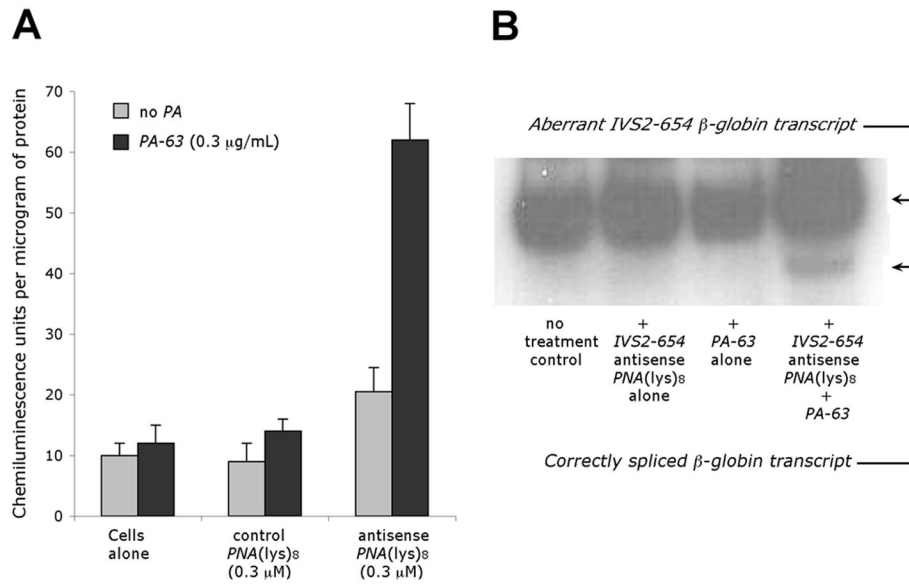 A
B
Chemiluminescence units per microgram of protein
70
60
50
40
30
20
10
0
no PA
PA-63 (0.3 μg/mL)
Cells
alone
control
PNA(lys)₈
(0.3 μM)
antisense
PNA(lys)₈
(0.3 μM)
Aberrant IVS2-654 β-globin transcript
no
treatment
control
+
IVS2-654
antisense
PNA(lys)₈
alone
+
PA-63
alone
+
IVS2-654
antisense
PNA(lys)₈
+
PA-63
Correctly spliced β-globin transcript